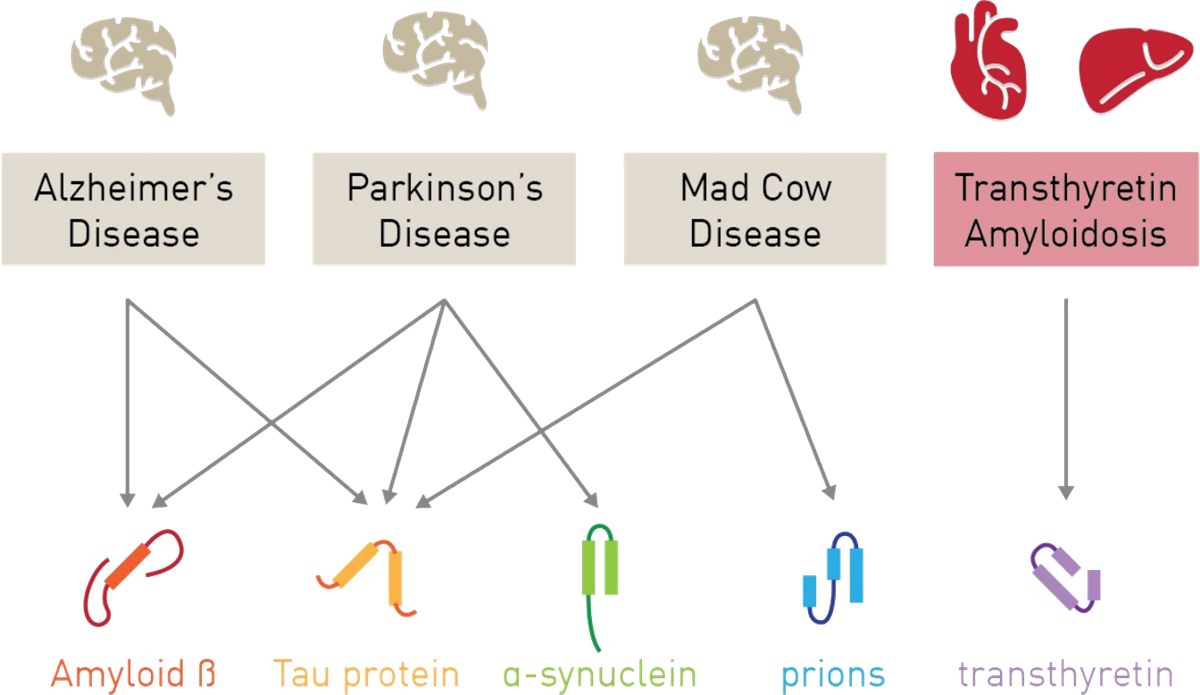 Alzheimer's
Disease
Parkinson's
Disease
Mad Cow
Disease
Transthyretin
Amyloidosis
Amyloid ß
Tau protein
α-synuclein
prions
transthyretin